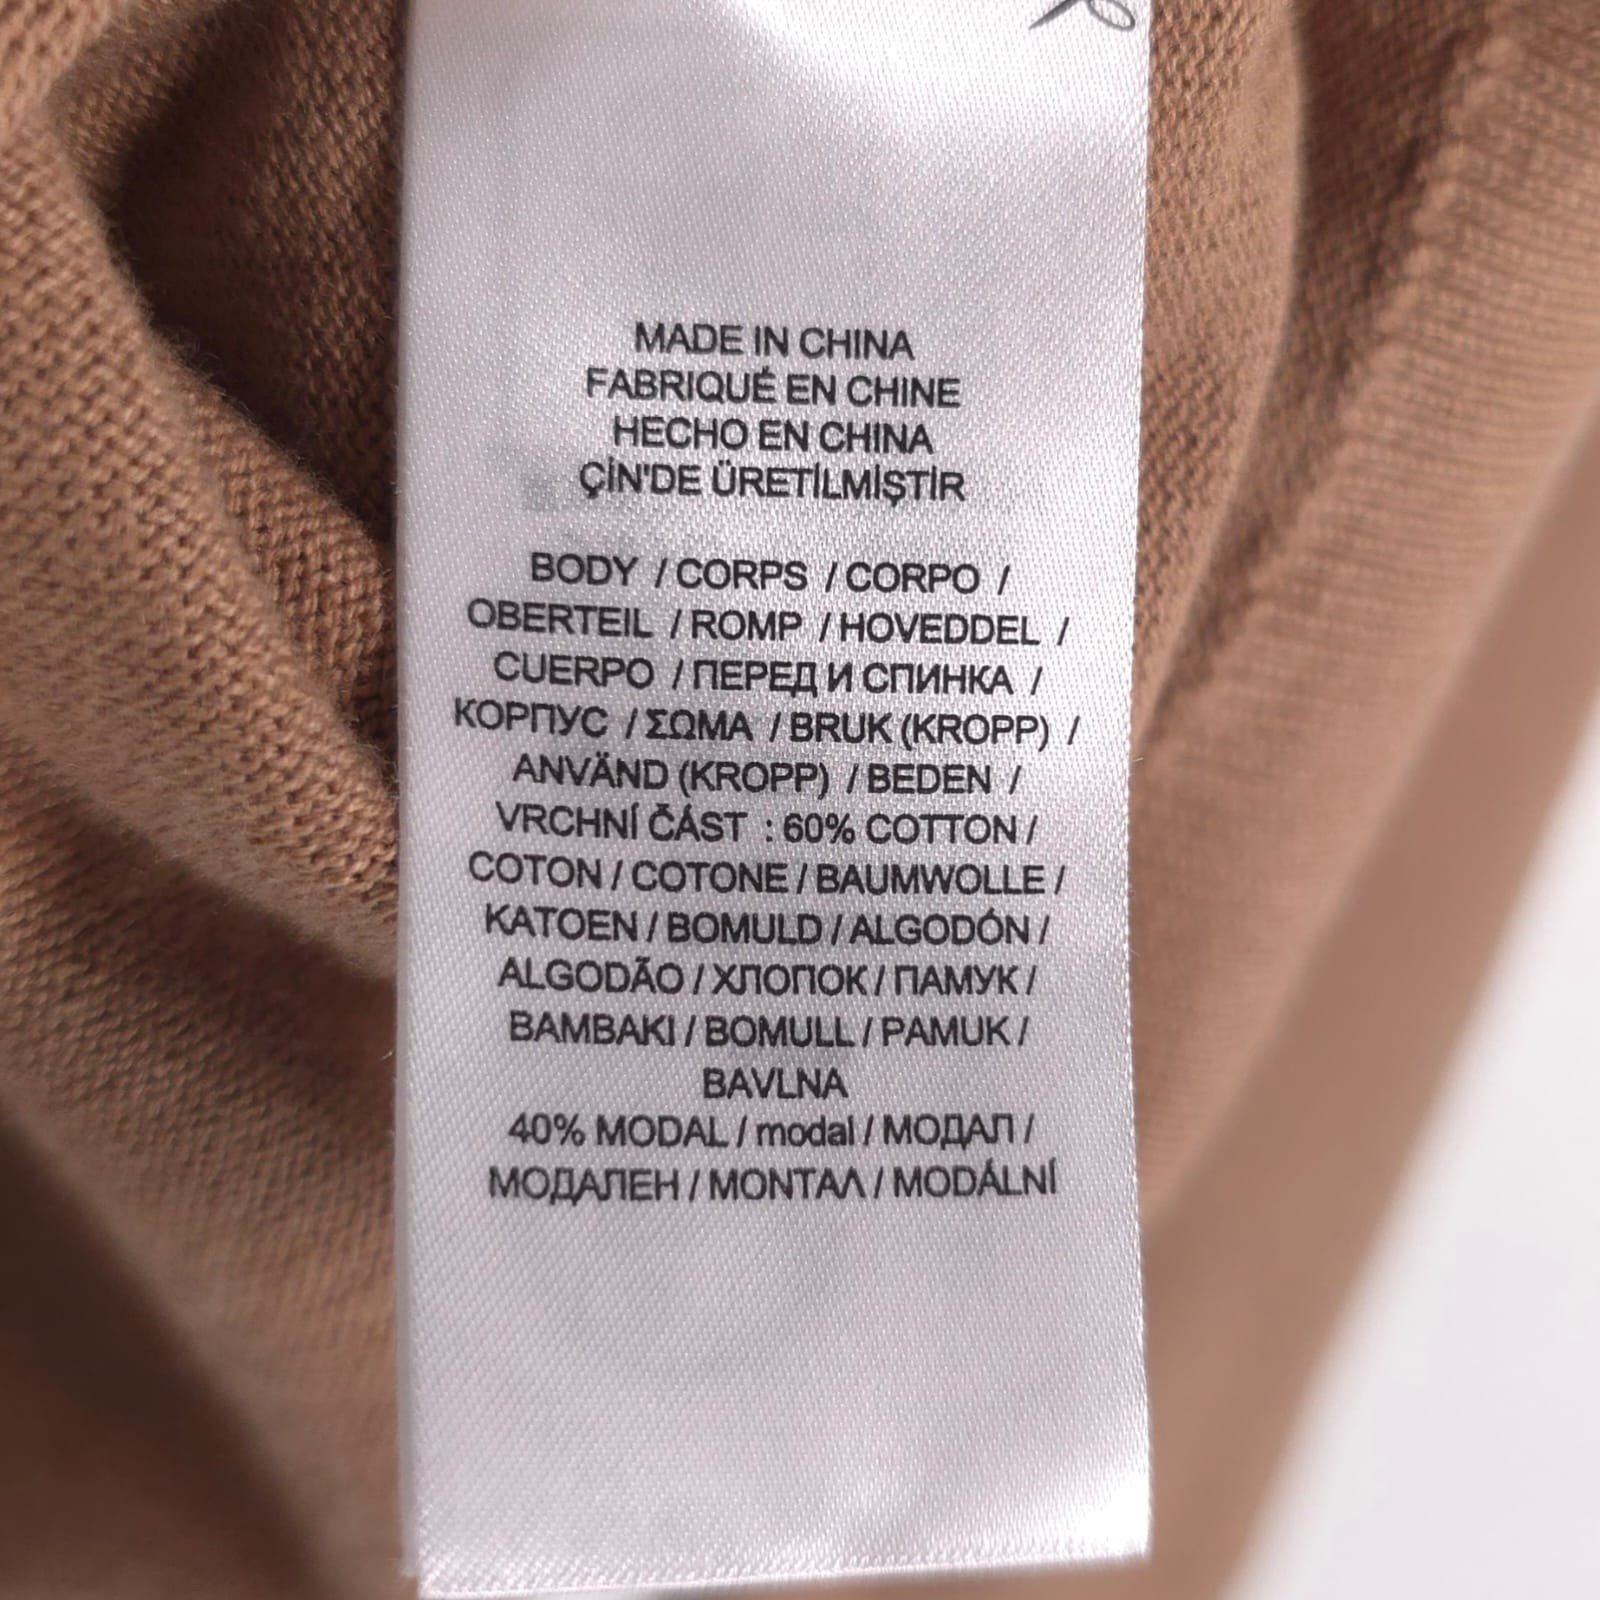 MADE IN CHINA
FABRIQUÉ EN CHINE
HECHO EN CHINA
ÇİN'DE ÜRETİLMİŞTİR
BODY / CORPS / CORPO /
OBERTEIL / ROMP / HOVEDDEL /
CUERPO / ПЕРЕД И СПИНКА /
КОРПУС / ΣΩΜΑ / BRUK (KROPP) /
ANVÄND (KROPP) / BEDEN /
VRCHNÍ ČÁST : 60% COTTON /
COTON / COTONE / BAUMWOLLE /
KATOEN / BOMULD / ALGODÓN /
ALGODÃO / ХЛОПОК / ПАМУК /
BAMBAKI / BOMULL / PAMUK /
BAVLNA
40% MODAL / modal / МОДАЛ /
МОДАЛЕН / ΜΟΝΤΑΛ / MODÁLNÍ